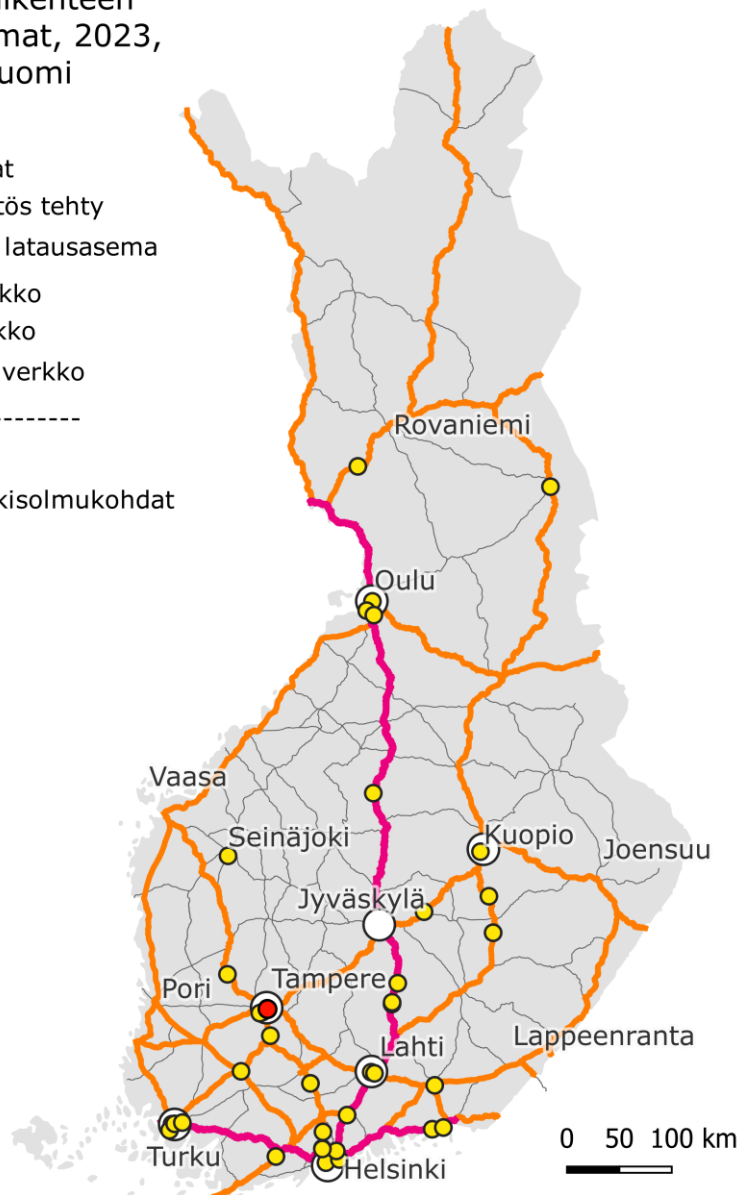 mat, 2023,
uomi
at
tös tehty
latausasema
kko
kko
verkko
--------
kisolmukohdat
Rovaniemi
Oulu
Vaasa
Seinäjoki
Kuopio
Joensuu
Jyväskylä
Pori
Tampere
Lahti
Lappeenranta
Turku
Helsinki
0 50 100 km